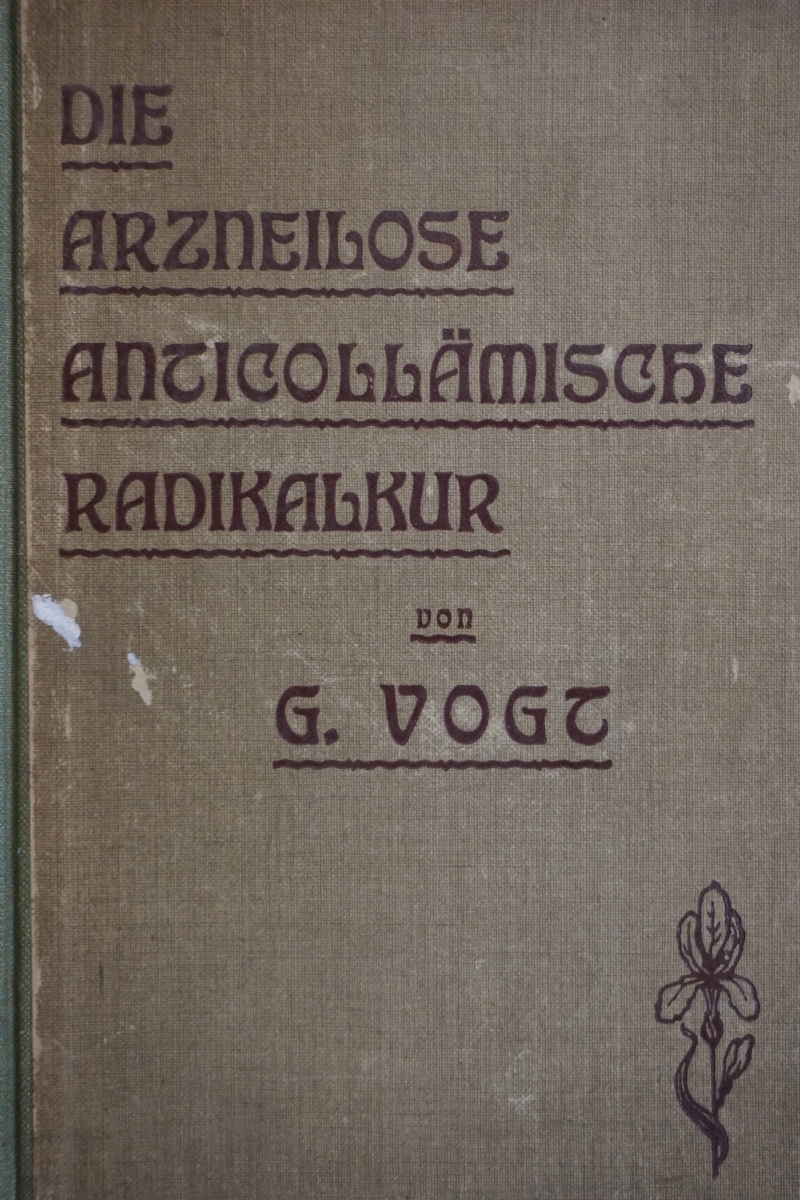 DIE
ARZNEILOSE
ANTICOLLÄMISCHE
RADIKALKUR
von
G. VOGT